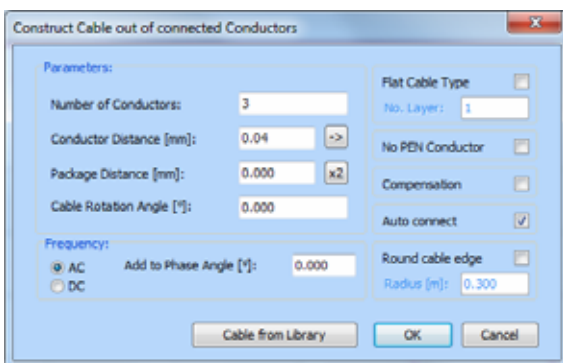 Construct Cable out of connected Conductors
Parameters:
Number of Conductors: 3
Conductor Distance [mm]: 0.04 ->
Package Distance [mm]: 0.000 x2
Cable Rotation Angle [°]: 0.000
Frequency:
AC Add to Phase Angle [°]: 0.000
DC
Flat Cable Type
No. Layer: 1
No PEN Conductor
Compensation
Auto connect
Round cable edge
Radius [m]: 0.300
Cable from Library OK Cancel